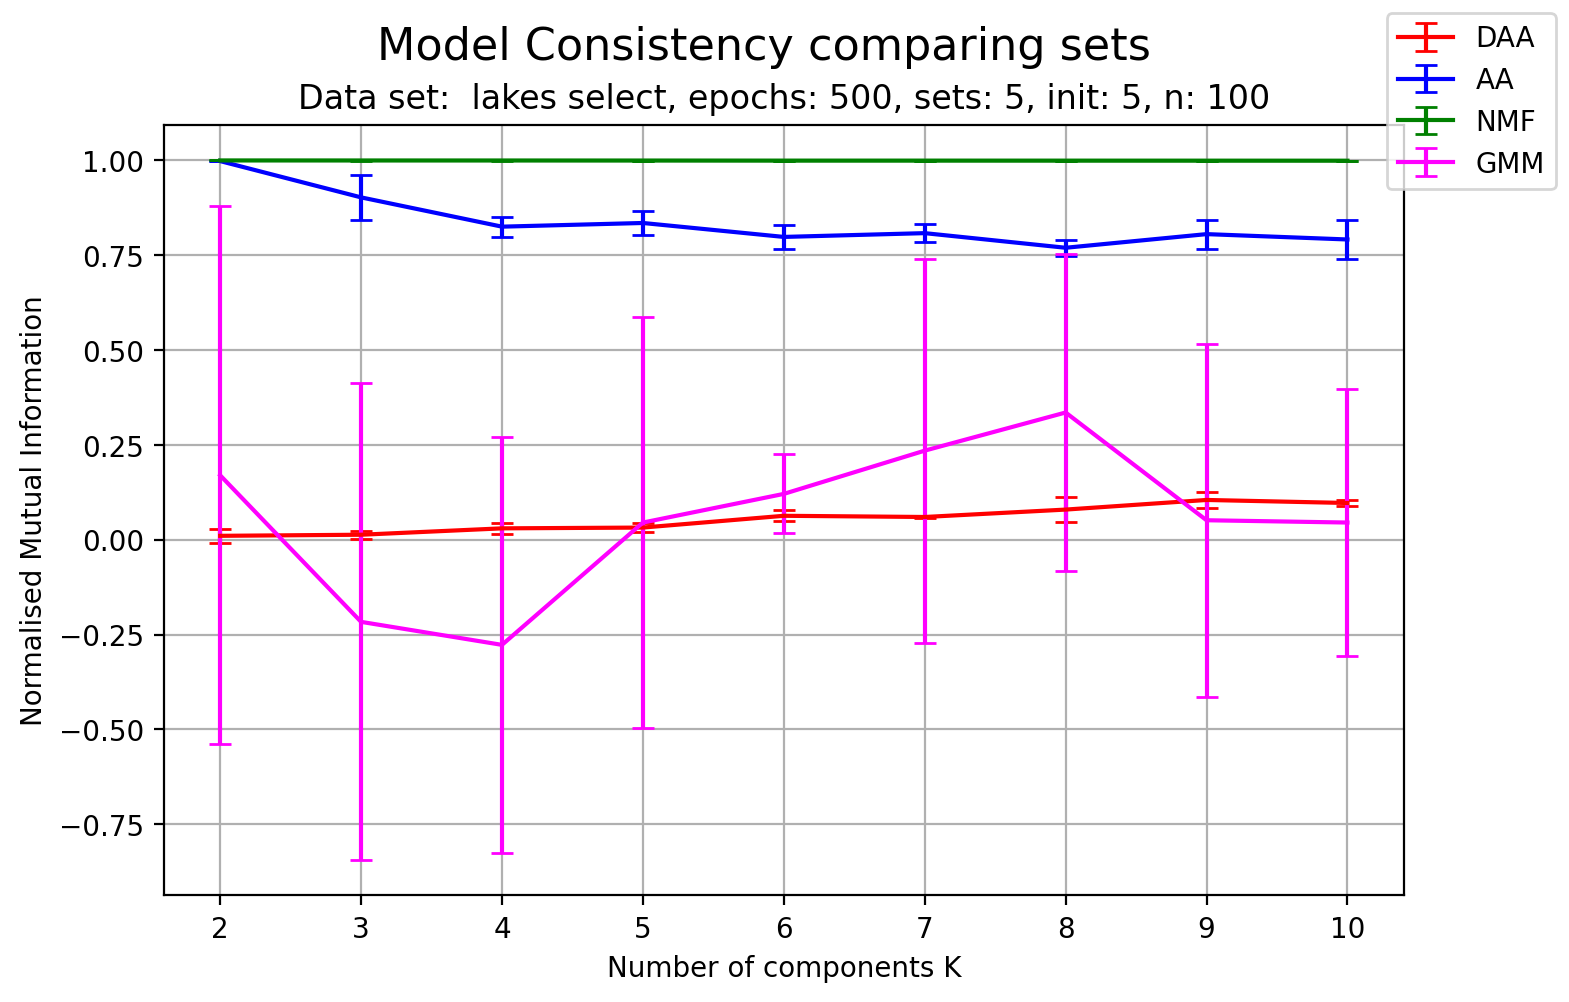 Model Consistency comparing sets
Data set:  lakes select, epochs: 500, sets: 5, init: 5, n: 100
DAA
AA
NMF
GMM
Normalised Mutual Information
1.00
0.75
0.50
0.25
0.00
−0.25
−0.50
−0.75
2 3 4 5 6 7 8 9 10
Number of components K